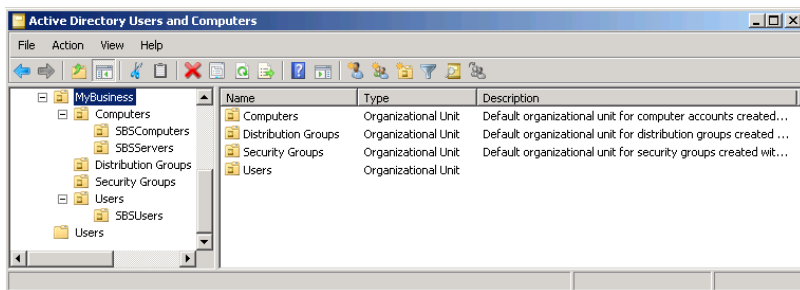 Active Directory Users and Computers
File Action View Help
MyBusiness
Computers
SBSComputers
SBSServers
Distribution Groups
Security Groups
Users
SBSUsers
Users
Name Type Description
Computers Organizational Unit Default organizational unit for computer accounts created...
Distribution Groups Organizational Unit Default organizational unit for distribution groups created ...
Security Groups Organizational Unit Default organizational unit for security groups created wit...
Users Organizational Unit